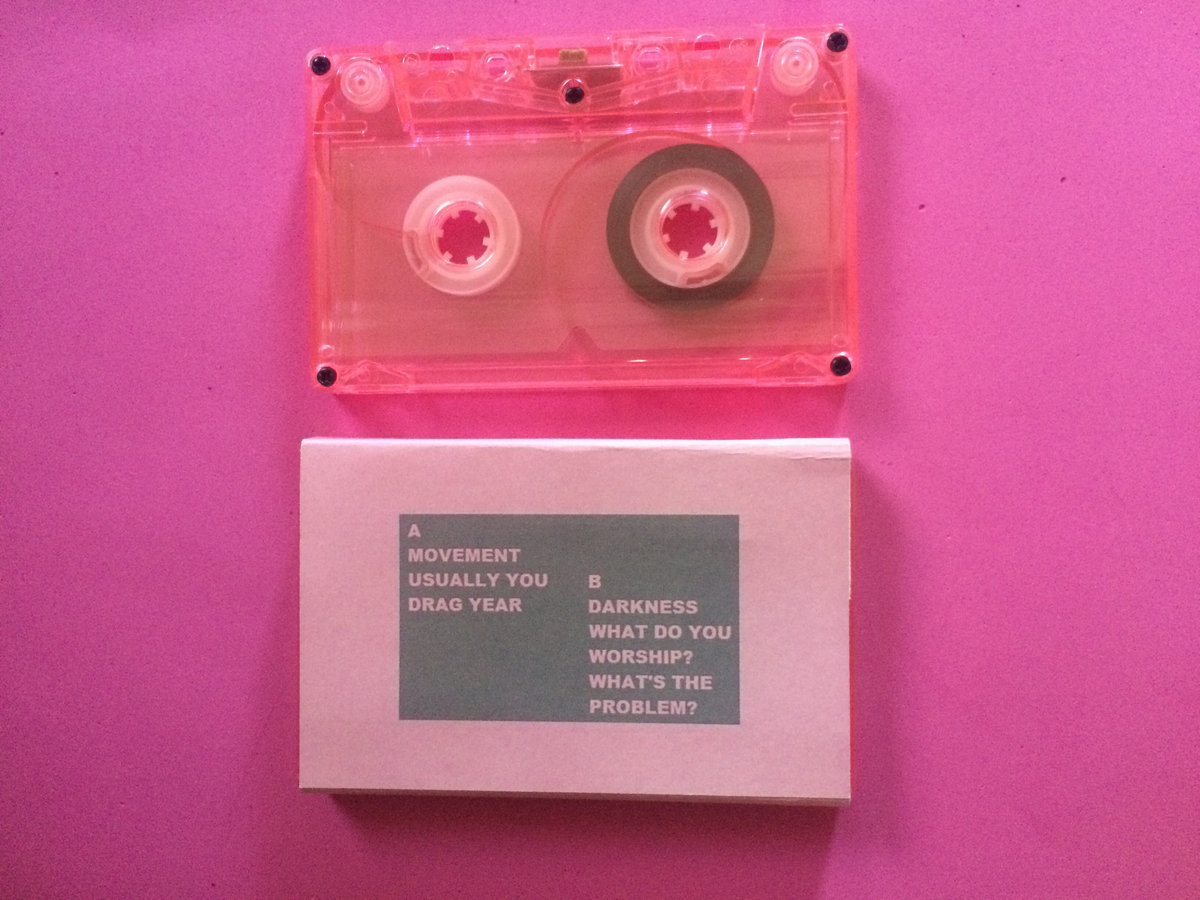 A
MOVEMENT
USUALLY YOU
DRAG YEAR
B
DARKNESS
WHAT DO YOU
WORSHIP?
WHAT'S THE
PROBLEM?